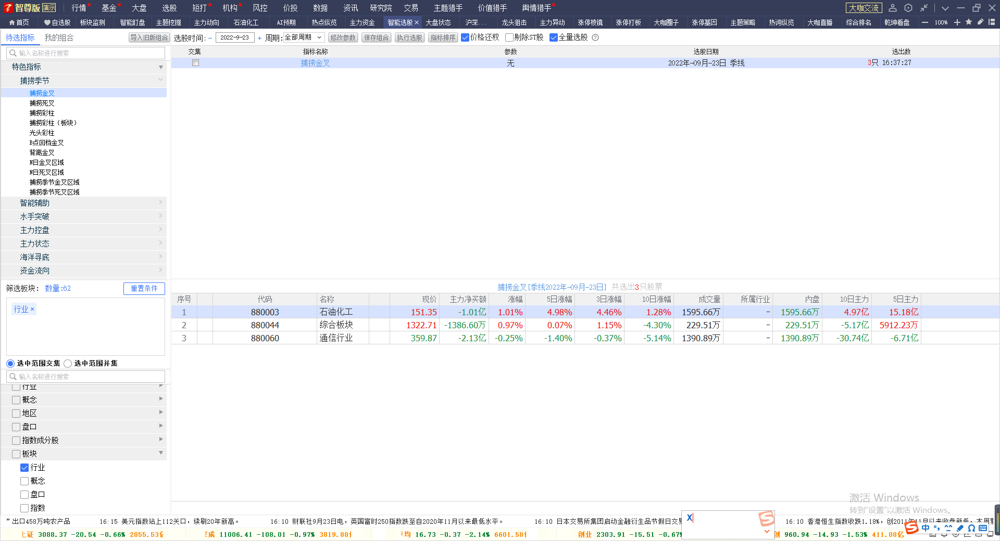 智尊版 演示 行情 基金 大盘 选股 短打 机构 风控 价投 数据 资讯 研究院 交易 主题猎手 价值猎手 舆情猎手 大咖交流
首页 自选股 板块监测 智能盯盘 主题挖掘 主力动向 石油化工 AI预期 热点纵览 主力资金 智能选股× 大盘状态 沪深... 龙头狙击 主力异动 涨停棱镜 涨停打板 大咖圈子 涨停基因 主题策略 热词纵览 大咖直播 综合排名 乾坤看盘 — 100% +
待选指标 我的组合 导入旧版组合 选股时间: − 2022-9-23 + 周期: 全部周期 修改参数 保存组合 执行选股 指标排序 价格还权 剔除ST股 全量选股 ?
输入名称进行搜索
交集 指标名称 参数 选股日期 选出数
捕捞金叉 无 2022年-09月-23日 季线 3只 16:37:27
特色指标
捕捞季节
捕捞金叉
捕捞死叉
捕捞彩柱
捕捞彩柱（板块）
光头彩柱
B点回档金叉
背离金叉
N日金叉区域
N日死叉区域
捕捞季节金叉区域
捕捞季节死叉区域
智能辅助
水手突破
主力控盘
主力状态
海洋寻底
资金流向
筛选板块: 数量:62 重置条件
行业 ×
选中范围交集 选中范围并集
输入名称进行搜索
行业
概念
地区
盘口
指数成分股
板块
行业
概念
盘口
指数
捕捞金叉[季线2022年-09月-23日] 共选出3只股票
序号 代码 名称 现价 主力净买额 涨幅 5日涨幅 3日涨幅 10日涨幅 成交量 所属行业 内盘 10日主力 5日主力
1 880003 石油化工 151.35 -1.01亿 1.01% 4.98% 4.46% 1.28% 1595.66万 - 1595.66万 4.97亿 15.18亿
2 880044 综合板块 1322.71 -1386.60万 0.97% 0.07% 1.15% -4.30% 229.51万 - 229.51万 -5.17亿 5912.23万
3 880060 通信行业 359.87 -2.13亿 -0.25% -1.40% -0.37% -5.14% 1390.89万 - 1390.89万 -30.74亿 -6.71亿
激活 Windows
转到“设置”以激活 Windows。
X
” 出口458万吨农产品 16:15 美元指数站上112关口，续刷20年新高。 16:10 财联社9月23日电，英国富时250指数跌至自2020年11月以来最低水平。 16:10 日本交易所集团启动金融衍生品节假日交 16:10 香港恒生指数收跌1.18%，创2011年11月以来收盘新低，本周累
上证 3088.37 -20.54 -0.66% 2855.53亿 成 11006.41 -108.01 -0.97% 3819.88亿 平均 16.73 -0.37 -2.14% 6601.58亿 创业 2303.91 -15.51 -0.67% 创 960.94 -14.93 -1.53% 411.08亿
中